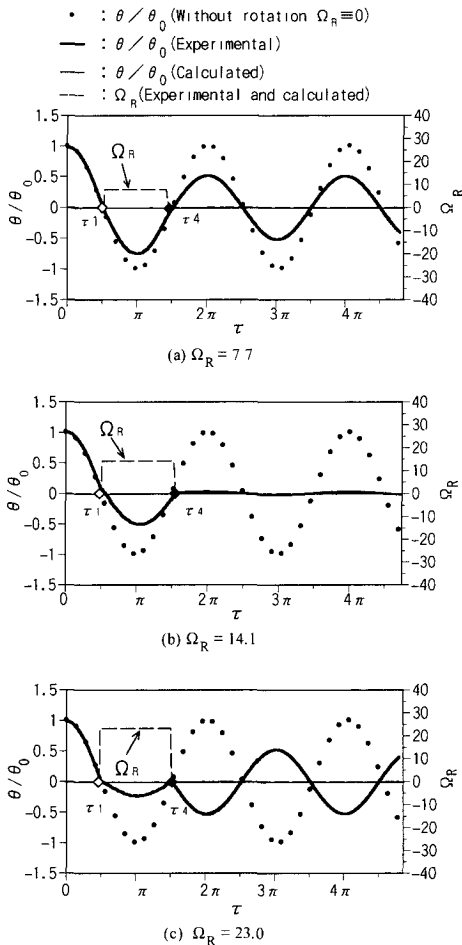 • : θ / θ0 (Without rotation ΩR≡0)
— : θ / θ0 (Experimental)
— : θ / θ0 (Calculated)
— — : ΩR (Experimental and calculated)
1.5
1
0.5
0
-0.5
-1
-1.5
θ/θ0
ΩR
τ1
τ4
40
30
20
10
0
-10
-20
-30
-40
ΩR
0
π
2π
3π
4π
τ
(a) ΩR = 7 7
1.5
1
0.5
0
-0.5
-1
-1.5
θ/θ0
ΩR
τ1
τ4
40
30
20
10
0
-10
-20
-30
-40
ΩR
0
π
2π
3π
4π
τ
(b) ΩR = 14.1
1.5
1
0.5
0
-0.5
-1
-1.5
θ/θ0
ΩR
τ1
τ4
40
30
20
10
0
-10
-20
-30
-40
ΩR
0
π
2π
3π
4π
τ
(c) ΩR = 23.0